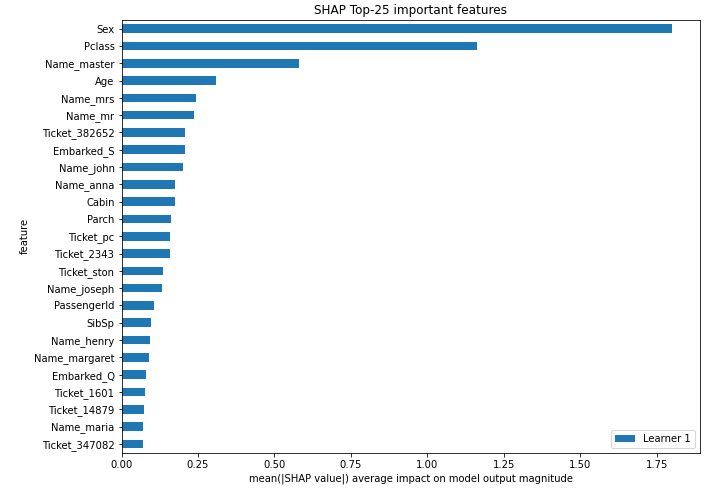 SHAP Top-25 important features
Sex
Pclass
Name_master
Age
Name_mrs
Name_mr
Ticket_382652
Embarked_S
Name_john
Name_anna
Cabin
Parch
Ticket_pc
Ticket_2343
Ticket_ston
Name_joseph
PassengerId
SibSp
Name_henry
Name_margaret
Embarked_Q
Ticket_1601
Ticket_14879
Name_maria
Ticket_347082
feature
Learner 1
0.00 0.25 0.50 0.75 1.00 1.25 1.50 1.75
mean(|SHAP value|) average impact on model output magnitude